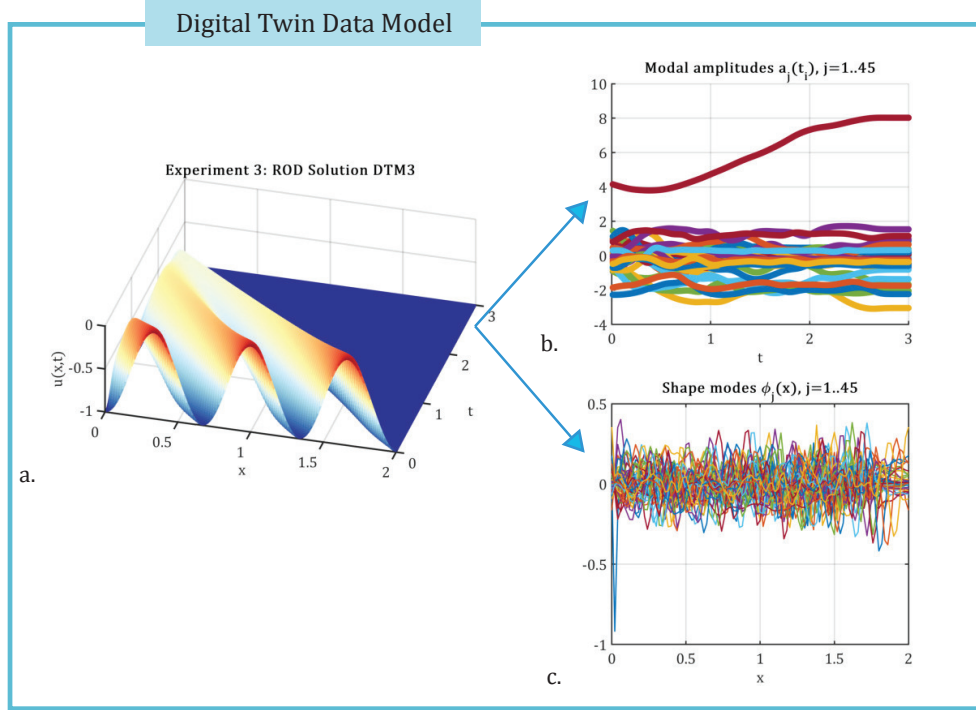 Digital Twin Data Model
Experiment 3: ROD Solution DTM3
0
-0.5
-1
u(x,t)
0
0.5
1
1.5
2
x
0
1
2
3
t
a.
Modal amplitudes a_j(t_i), j=1..45
10
8
6
4
2
0
-2
-4
0
1
2
3
t
b.
Shape modes ϕ_j(x), j=1..45
0.5
0
-0.5
-1
0
0.5
1
1.5
2
x
c.